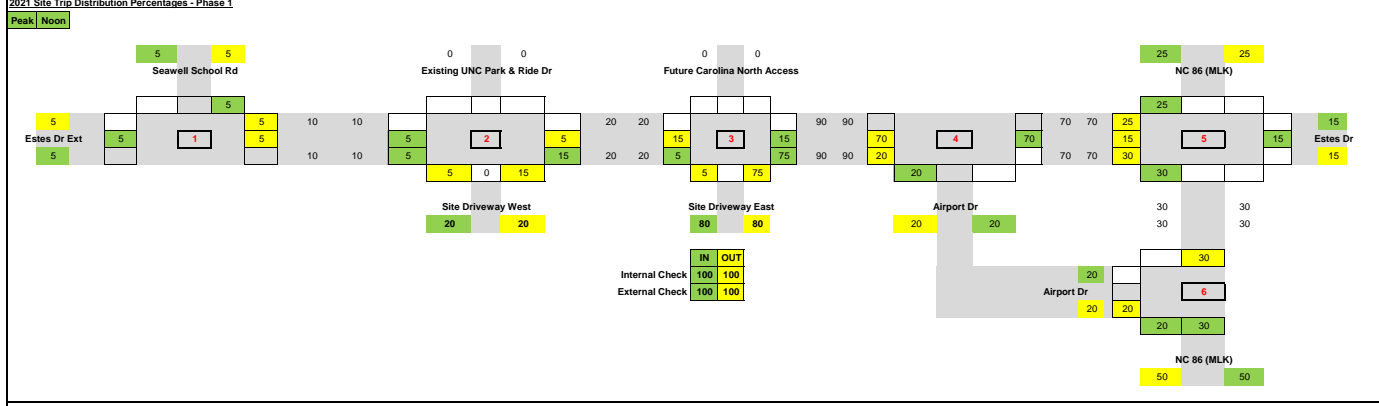 2021 Site Trip Distribution Percentages - Phase 1
Peak Noon
5 5 0 0 0 0 25 25
Seawell School Rd Existing UNC Park & Ride Dr Future Carolina North Access NC 86 (MLK)
5 25
5 5 10 10 20 20 90 90 70 70 25 15
Estes Dr Ext 5 1 5 5 2 5 15 3 15 70 4 70 15 5 15 Estes Dr
5 10 10 5 15 20 20 5 75 90 90 20 70 70 30 15
5 0 15 5 75 20 30
Site Driveway West Site Driveway East Airport Dr 30 30
20 20 80 80 20 20 30 30
IN OUT 30
Internal Check 100 100 20
External Check 100 100 Airport Dr 6
20 20
20 30
NC 86 (MLK)
50 50